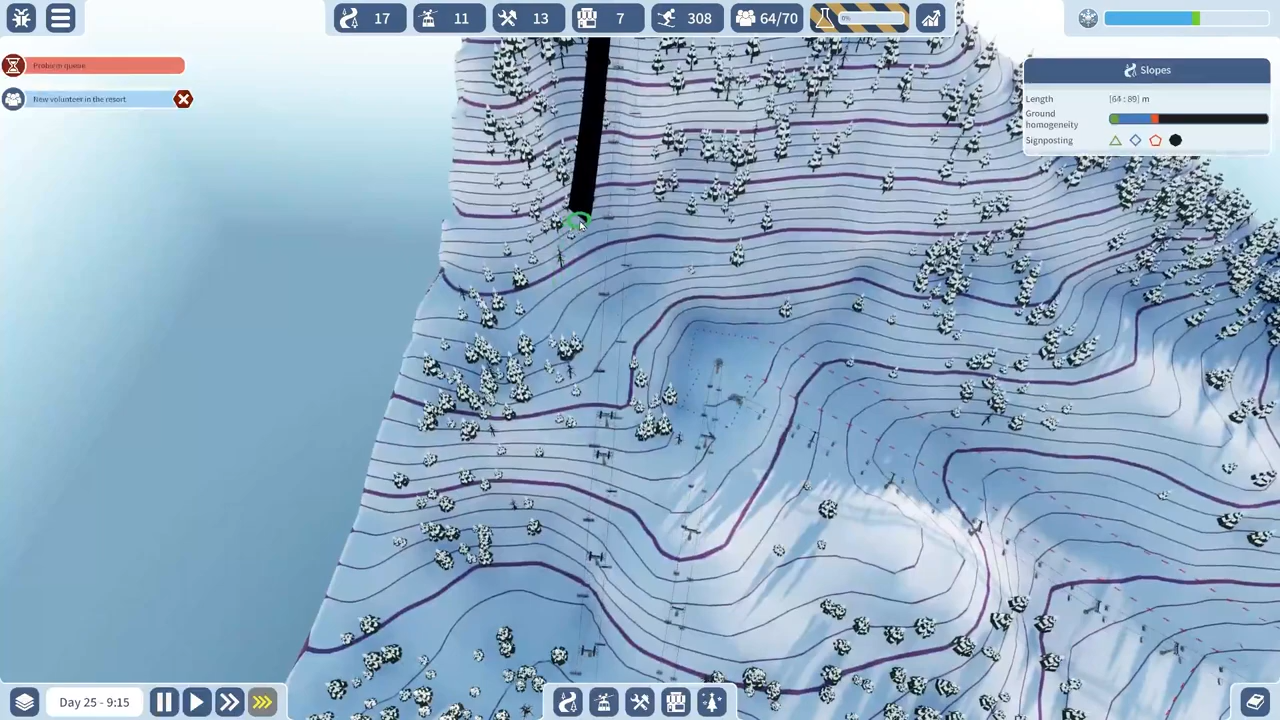 17
11
13
7
308
64/70
0%
Problem queue
New volunteer in the resort
Slopes
Length [64 : 89] m
Ground homogeneity
Signposting
Day 25 - 9:15